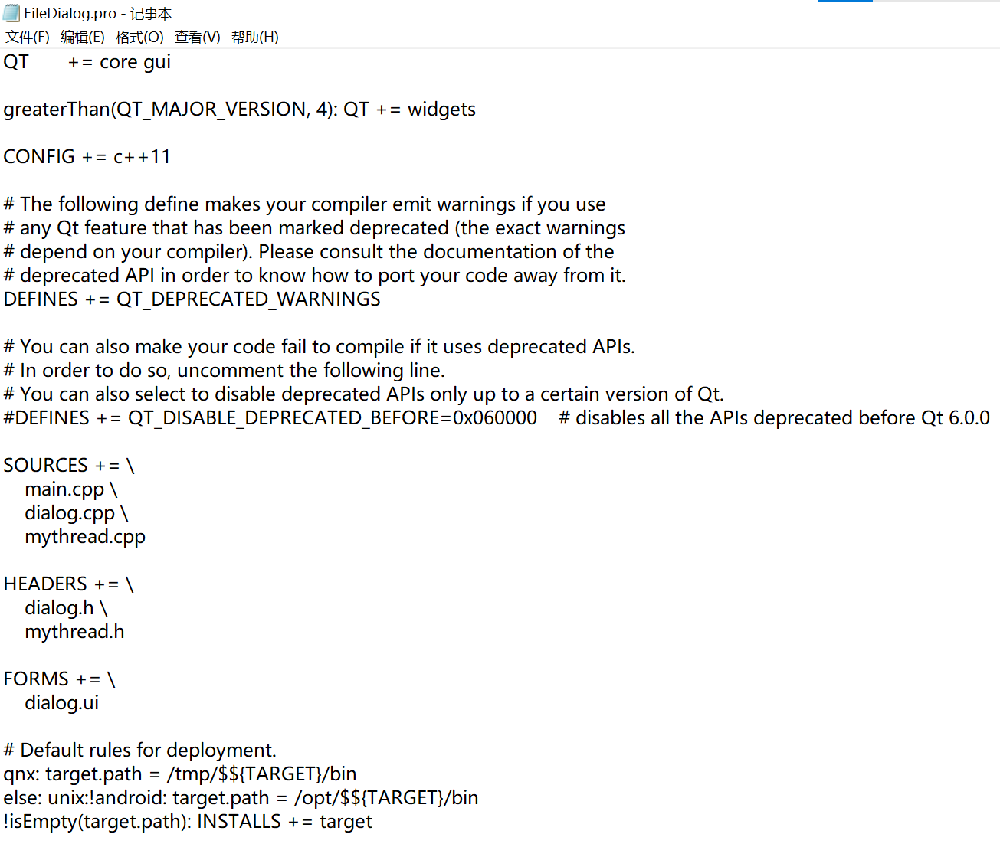 FileDialog.pro - 记事本
文件(F) 编辑(E) 格式(O) 查看(V) 帮助(H)
QT       += core gui
greaterThan(QT_MAJOR_VERSION, 4): QT += widgets
CONFIG += c++11
# The following define makes your compiler emit warnings if you use
# any Qt feature that has been marked deprecated (the exact warnings
# depend on your compiler). Please consult the documentation of the
# deprecated API in order to know how to port your code away from it.
DEFINES += QT_DEPRECATED_WARNINGS
# You can also make your code fail to compile if it uses deprecated APIs.
# In order to do so, uncomment the following line.
# You can also select to disable deprecated APIs only up to a certain version of Qt.
#DEFINES += QT_DISABLE_DEPRECATED_BEFORE=0x060000    # disables all the APIs deprecated before Qt 6.0.0
SOURCES += \
    main.cpp \
    dialog.cpp \
    mythread.cpp
HEADERS += \
    dialog.h \
    mythread.h
FORMS += \
    dialog.ui
# Default rules for deployment.
qnx: target.path = /tmp/$${TARGET}/bin
else: unix:!android: target.path = /opt/$${TARGET}/bin
!isEmpty(target.path): INSTALLS += target